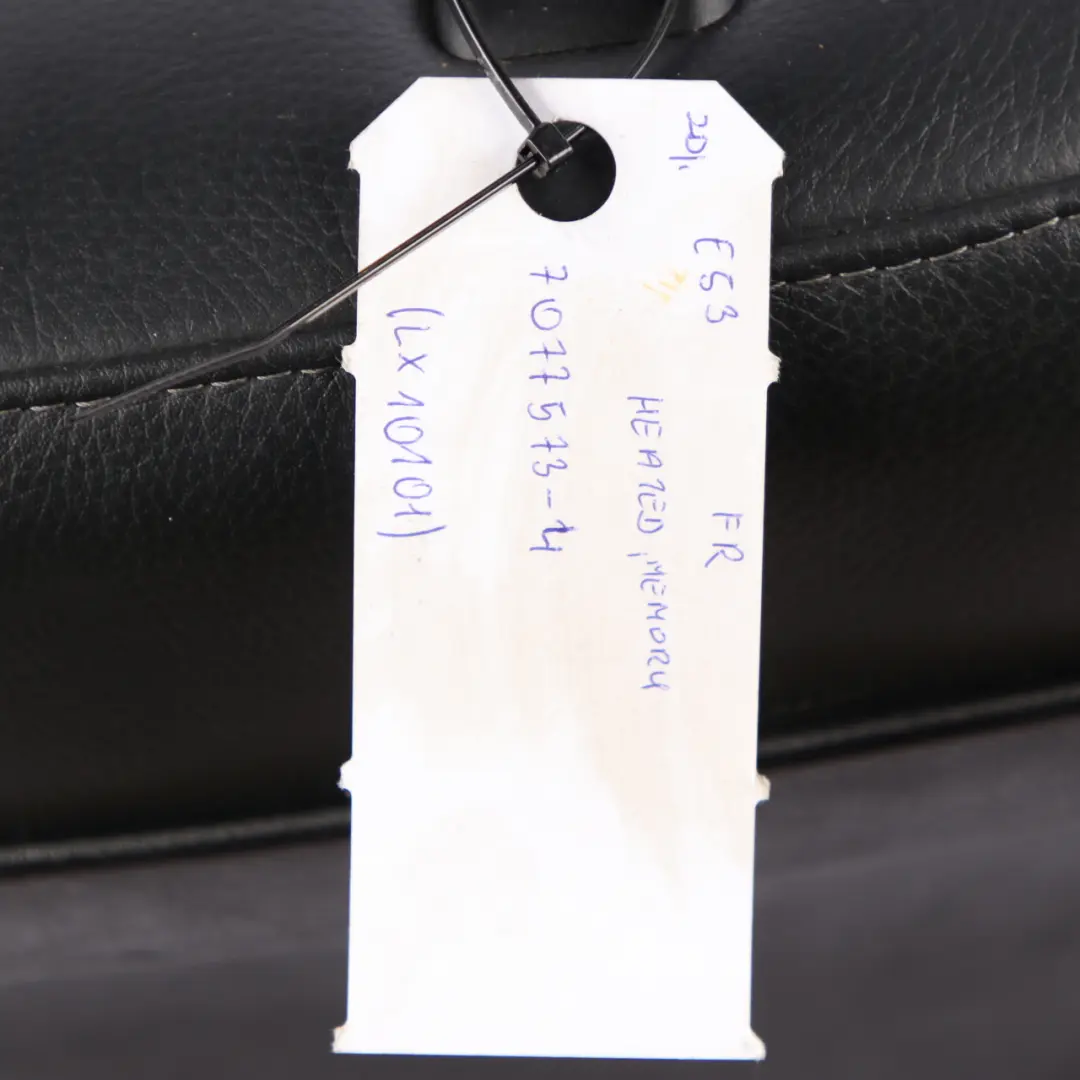 E53 FR
HEATED, MEMORY
7077573-4
(LX10101)